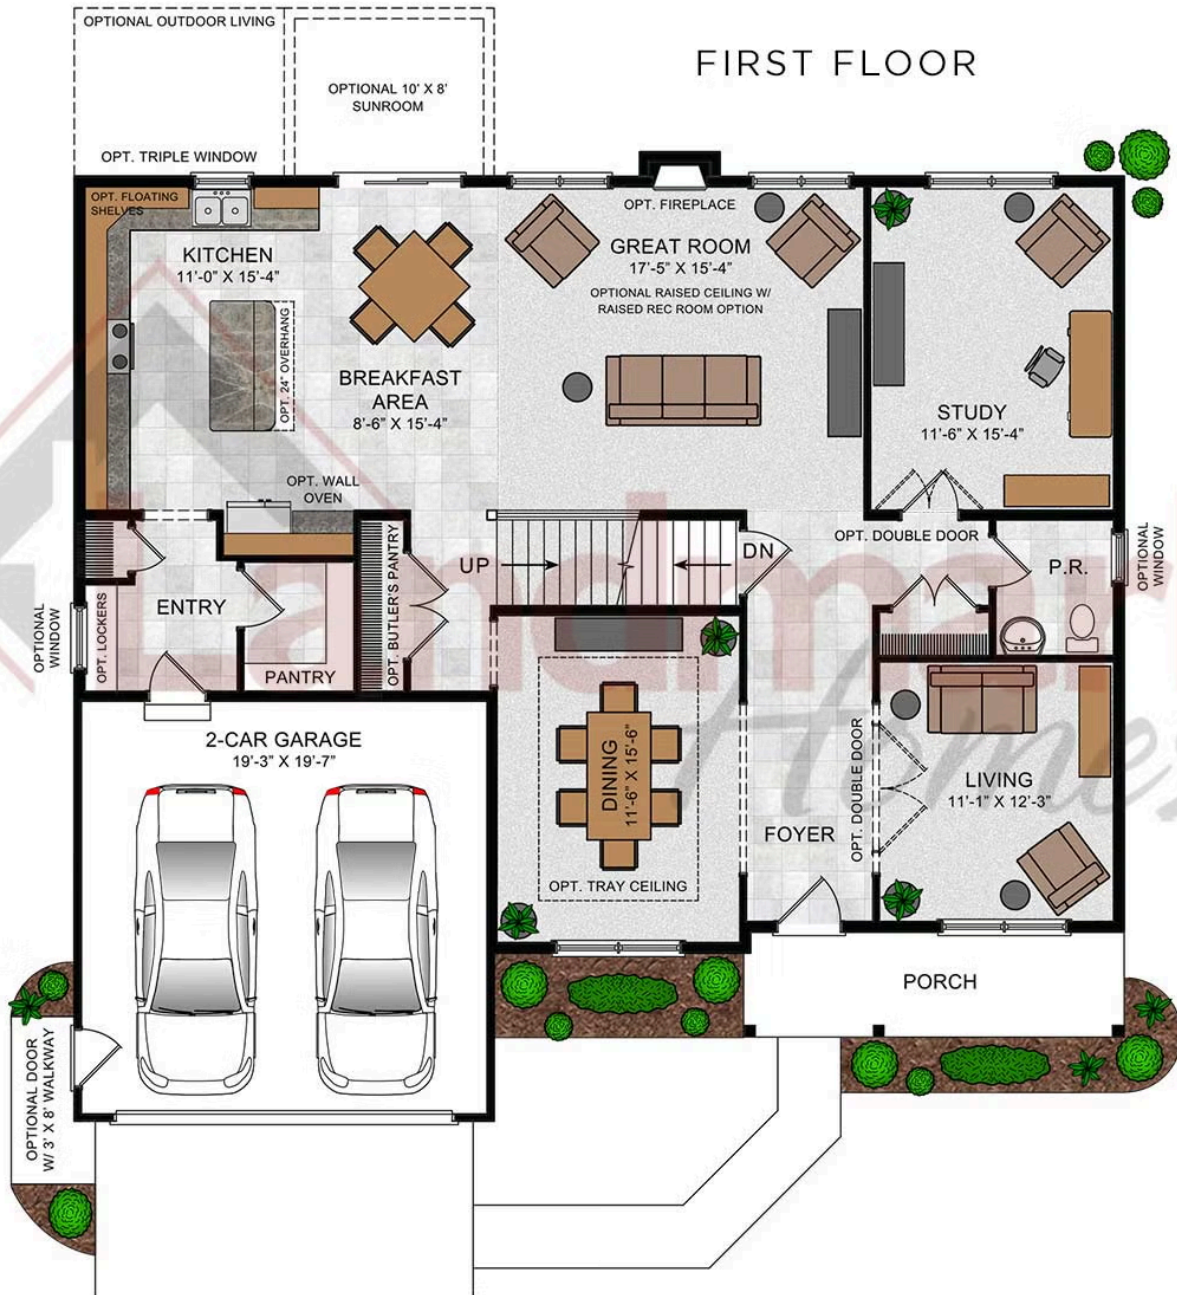 OPTIONAL OUTDOOR LIVING
FIRST FLOOR
OPTIONAL 10' X 8'
SUNROOM
OPT. TRIPLE WINDOW
OPT. FLOATING
SHELVES
KITCHEN
11'-0" X 15'-4"
OPT. 24" OVERHANG
BREAKFAST
AREA
8'-6" X 15'-4"
OPT. FIREPLACE
GREAT ROOM
17'-5" X 15'-4"
OPTIONAL RAISED CEILING W/
RAISED REC ROOM OPTION
STUDY
11'-6" X 15'-4"
OPT. WALL
OVEN
OPT. DOUBLE DOOR
UP
DN
P.R.
OPTIONAL
WINDOW
OPTIONAL
WINDOW
OPT. LOCKERS
ENTRY
PANTRY
OPT. BUTLER'S PANTRY
Landmark
Homes
2-CAR GARAGE
19'-3" X 19'-7"
DINING
11'-6" X 15'-6"
OPT. TRAY CEILING
FOYER
OPT. DOUBLE DOOR
LIVING
11'-1" X 12'-3"
PORCH
OPTIONAL DOOR
W/ 3' X 8' WALKWAY